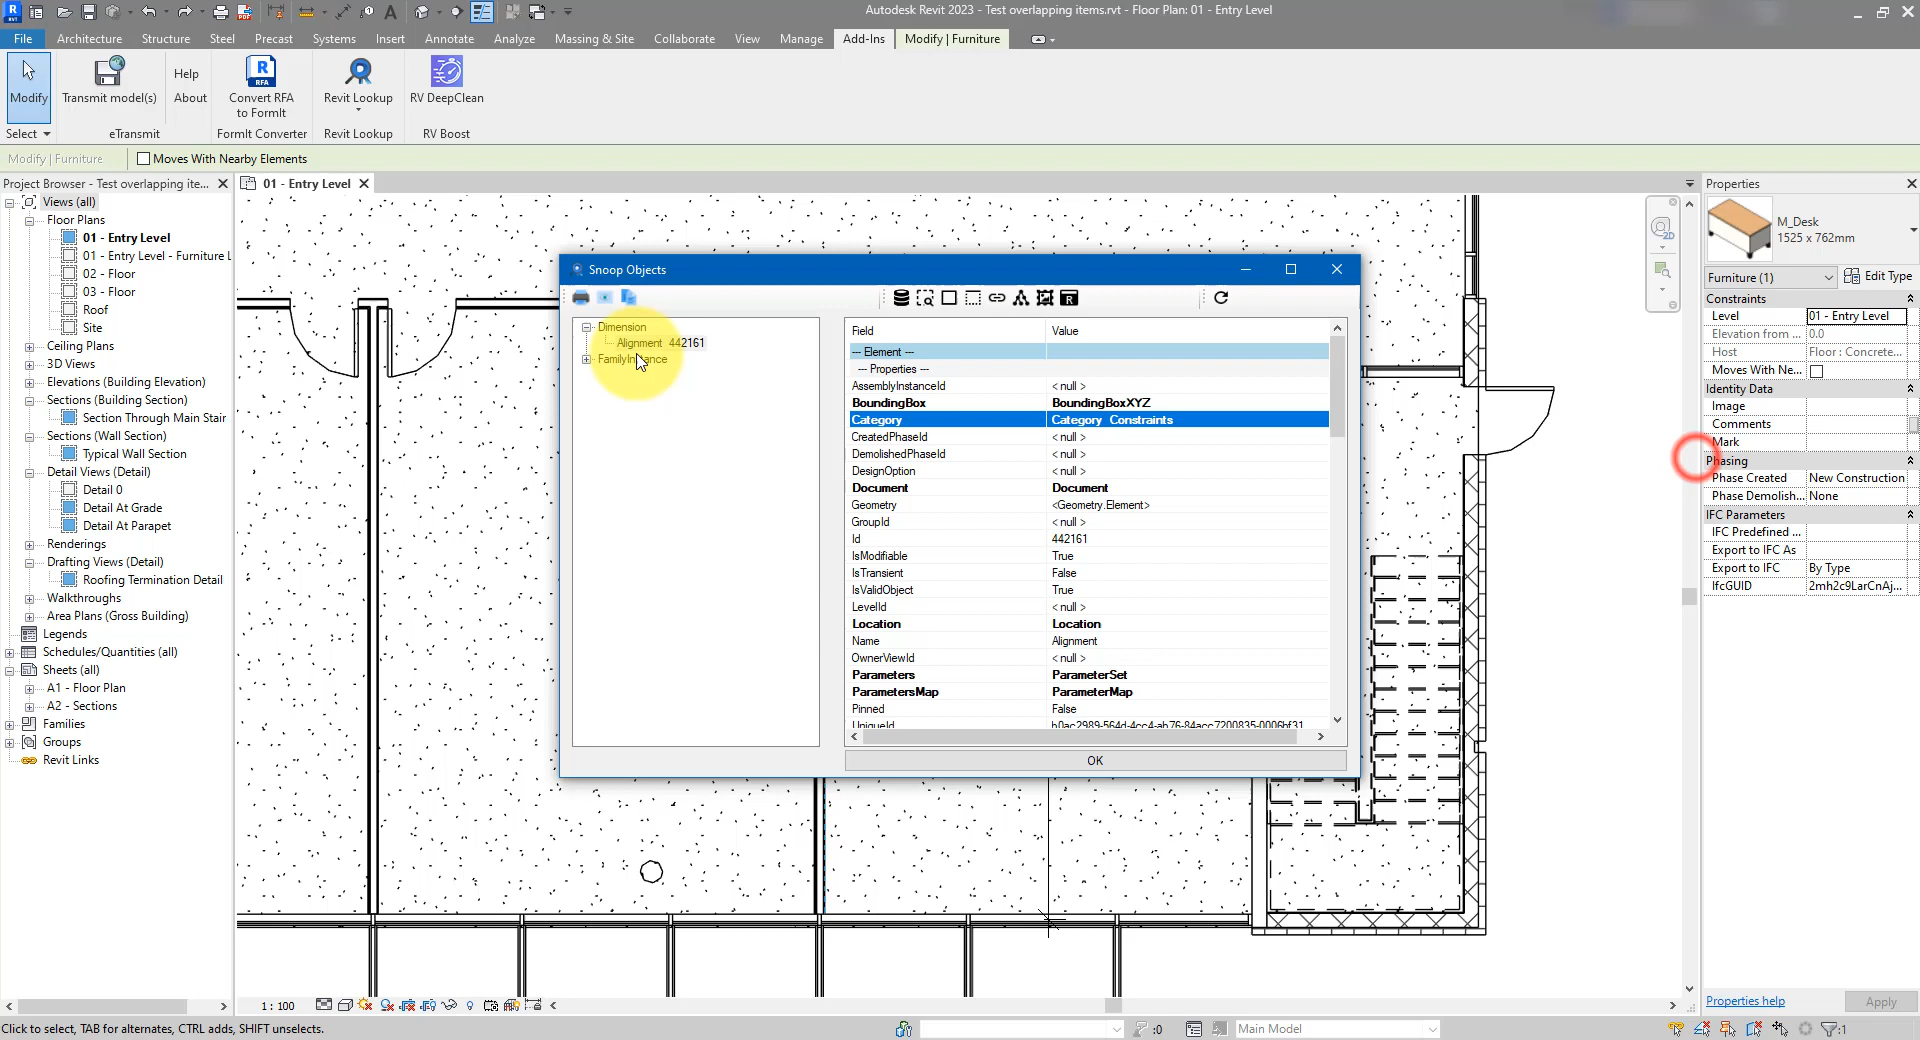 Autodesk Revit 2023 - Test overlapping items.rvt - Floor Plan: 01 - Entry Level
File Architecture Structure Steel Precast Systems Insert Annotate Analyze Massing & Site Collaborate View Manage Add-Ins Modify | Furniture
Modify
Transmit model(s)
Help
About
Convert RFA
to FormIt
Revit Lookup
RV DeepClean
Select
eTransmit
FormIt Converter
Revit Lookup
RV Boost
Modify | Furniture
Moves With Nearby Elements
Project Browser - Test overlapping ite...
01 - Entry Level
Properties
Views (all)
Floor Plans
01 - Entry Level
01 - Entry Level - Furniture L
02 - Floor
03 - Floor
Roof
Site
Ceiling Plans
3D Views
Elevations (Building Elevation)
Sections (Building Section)
Section Through Main Stair
Sections (Wall Section)
Typical Wall Section
Detail Views (Detail)
Detail 0
Detail At Grade
Detail At Parapet
Renderings
Drafting Views (Detail)
Roofing Termination Detail
Walkthroughs
Area Plans (Gross Building)
Legends
Schedules/Quantities (all)
Sheets (all)
A1 - Floor Plan
A2 - Sections
Families
Groups
Revit Links
Snoop Objects
Dimension
Alignment 442161
FamilyInstance
Field Value
--- Element ---
--- Properties ---
AssemblyInstanceId < null >
BoundingBox BoundingBoxXYZ
Category Category Constraints
CreatedPhaseId < null >
DemolishedPhaseId < null >
DesignOption < null >
Document Document
Geometry <Geometry.Element>
GroupId < null >
Id 442161
IsModifiable True
IsTransient False
IsValidObject True
LevelId < null >
Location Location
Name Alignment
OwnerViewId < null >
Parameters ParameterSet
ParametersMap ParameterMap
Pinned False
UniqueId b0ac2989-564d-4cc4-ab76-84acc7200835-0006bf31
OK
2D
M_Desk
1525 x 762mm
Furniture (1)
Edit Type
Constraints
Level 01 - Entry Level
Elevation from ... 0.0
Host Floor : Concrete...
Moves With Ne...
Identity Data
Image
Comments
Mark
Phasing
Phase Created New Construction
Phase Demolish... None
IFC Parameters
IFC Predefined ...
Export to IFC As
Export to IFC By Type
IfcGUID 2mh2c9LarCnAj...
Properties help
Apply
1 : 100
Click to select, TAB for alternates, CTRL adds, SHIFT unselects.
:0
Main Model
:1